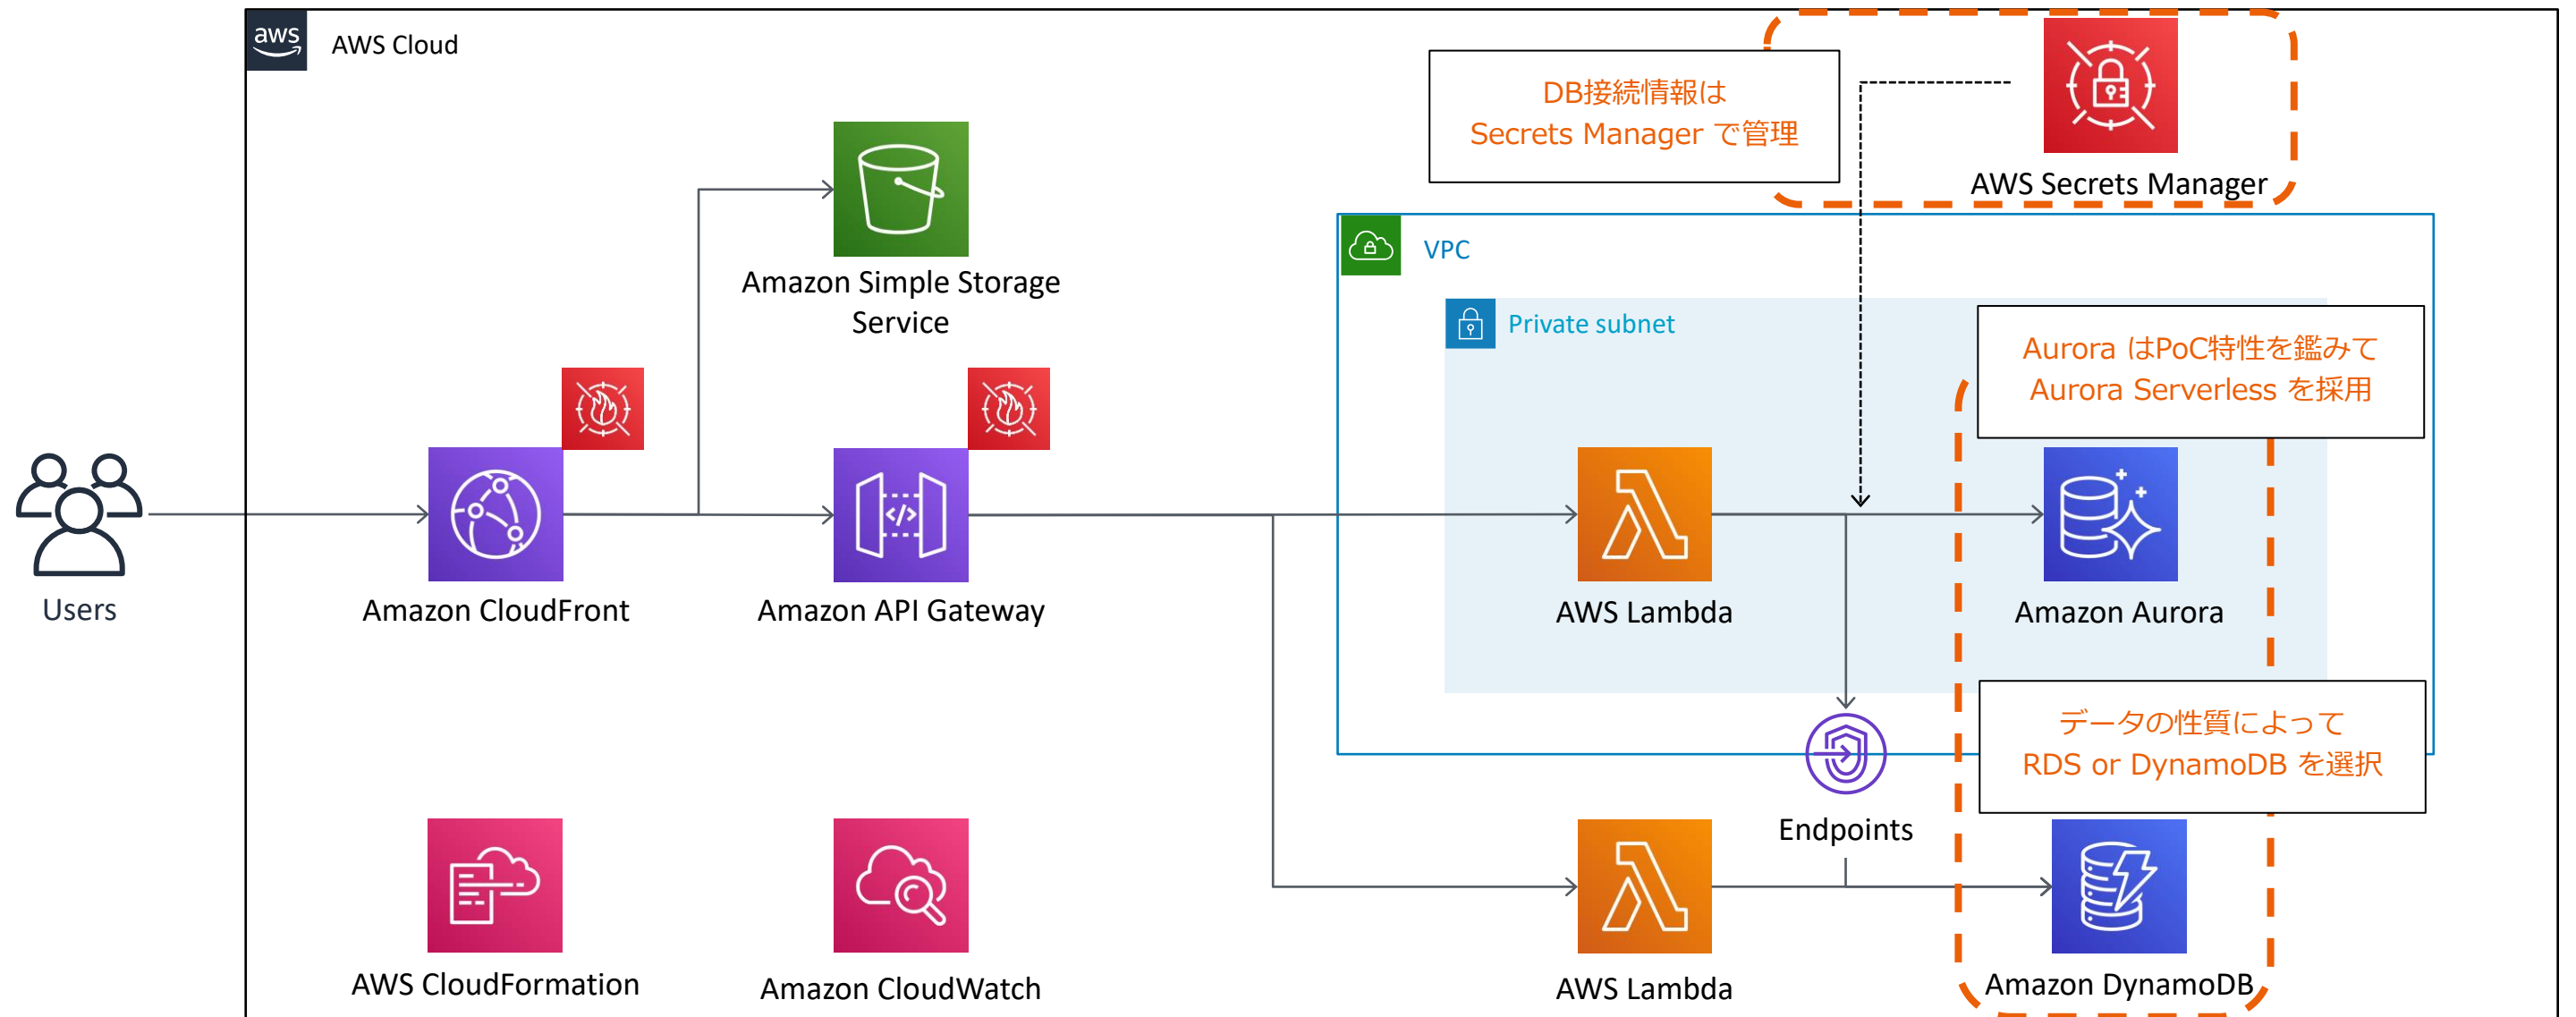 aws
AWS Cloud
DB接続情報は
Secrets Manager で管理
AWS Secrets Manager
Amazon Simple Storage
Service
VPC
Private subnet
Aurora はPoC特性を鑑みて
Aurora Serverless を採用
Users
Amazon CloudFront
Amazon API Gateway
AWS Lambda
Amazon Aurora
データの性質によって
RDS or DynamoDB を選択
Endpoints
AWS CloudFormation
Amazon CloudWatch
AWS Lambda
Amazon DynamoDB